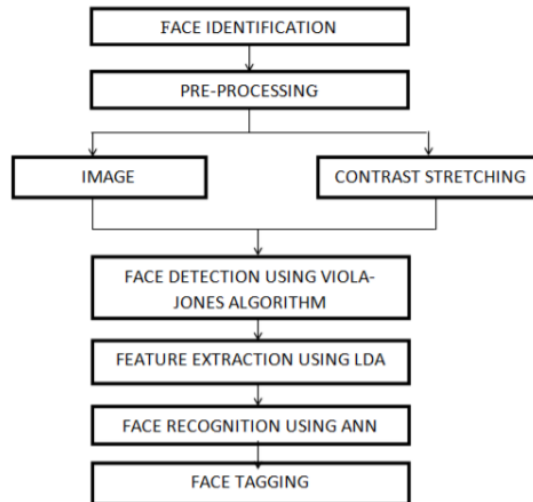 FACE IDENTIFICATION
PRE-PROCESSING
IMAGE
CONTRAST STRETCHING
FACE DETECTION USING VIOLA-
JONES ALGORITHM
FEATURE EXTRACTION USING LDA
FACE RECOGNITION USING ANN
FACE TAGGING